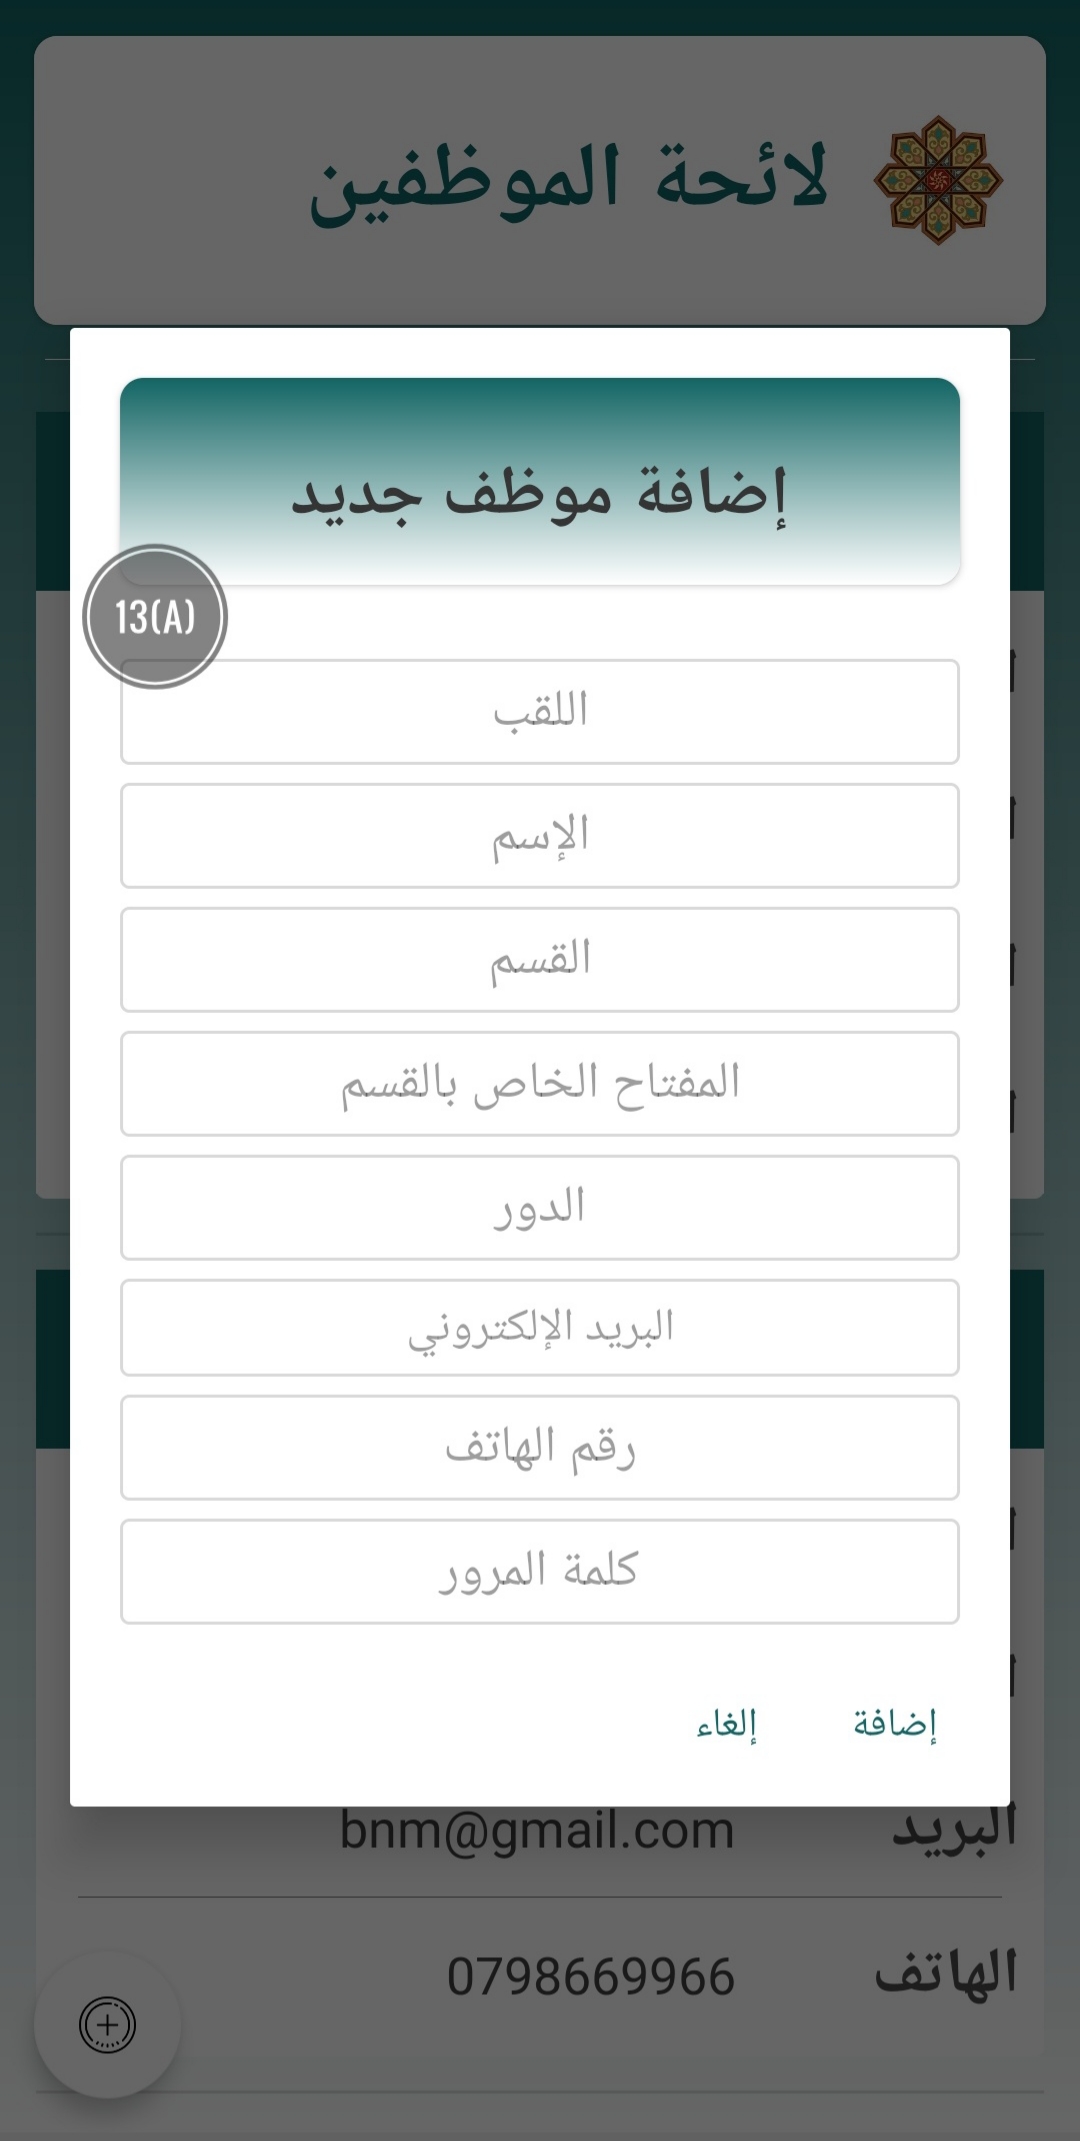 لائحة الموظفين
إضافة موظف جديد
13(A)
اللقب
الإسم
القسم
المفتاح الخاص بالقسم
الدور
البريد الإلكتروني
رقم الهاتف
كلمة المرور
إضافة إلغاء
البريد bnm@gmail.com
الهاتف 0798669966